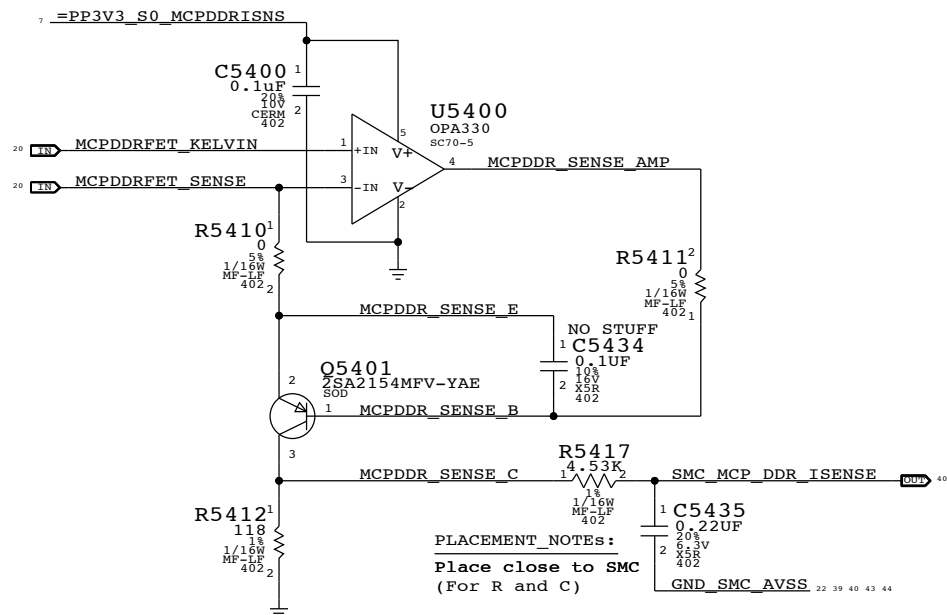 7 =PP3V3_S0_MCPDDRISNS
C5400 1
0.1uF
20%
10V
CERM 2
402
U5400
OPA330
SC70-5
20 IN MCPDDRFET_KELVIN 1 +IN V+ 5
4 MCPDDR_SENSE_AMP
20 IN MCPDDRFET_SENSE 3 -IN V- 2
R5410 1
0
5%
1/16W
MF-LF
402 2
R5411 2
0
5%
1/16W
MF-LF
402 1
MCPDDR_SENSE_E
NO STUFF
1 C5434
0.1UF
10%
2 16V
X5R
402
Q5401
2 2SA2154MFV-YAE
SOD
1 MCPDDR_SENSE_B
3
R5417
4.53K
MCPDDR_SENSE_C 1 2 SMC_MCP_DDR_ISENSE OUT 40
1%
1/16W
MF-LF
402
R5412 1
118
1%
1/16W
MF-LF
402 2
1 C5435
0.22UF
20%
2 6.3V
X5R
402
PLACEMENT_NOTEs:
Place close to SMC
(For R and C)
GND_SMC_AVSS 22 39 40 43 44